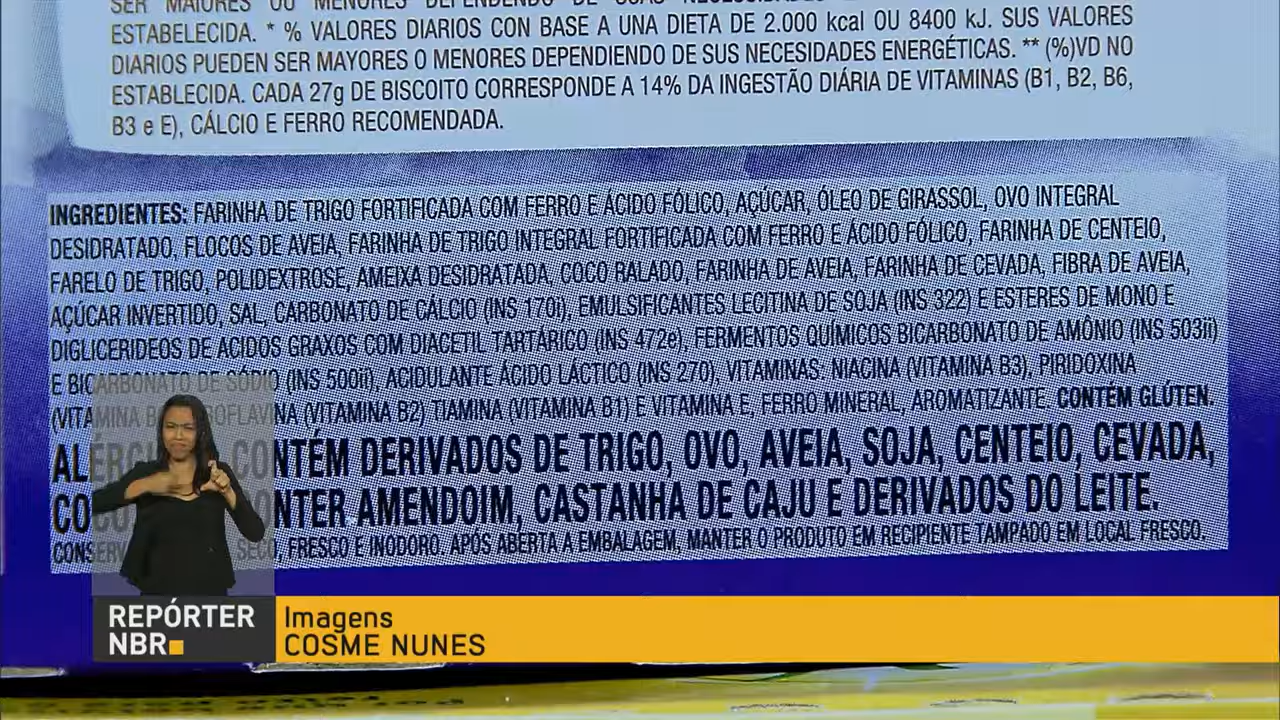 SER MAIORES OU MENORES DEPENDENDO DE SUAS NECESSIDADES
ESTABELECIDA. * % VALORES DIARIOS CON BASE A UNA DIETA DE 2.000 kcal OU 8400 kJ. SUS VALORES
DIARIOS PUEDEN SER MAYORES O MENORES DEPENDIENDO DE SUS NECESIDADES ENERGÉTICAS. ** (%)VD NO
ESTABLECIDA. CADA 27g DE BISCOITO CORRESPONDE A 14% DA INGESTÃO DIÁRIA DE VITAMINAS (B1, B2, B6,
B3 e E), CÁLCIO E FERRO RECOMENDADA.
INGREDIENTES: FARINHA DE TRIGO FORTIFICADA COM FERRO E ÁCIDO FÓLICO, AÇÚCAR, ÓLEO DE GIRASSOL, OVO INTEGRAL
DESIDRATADO, FLOCOS DE AVEIA, FARINHA DE TRIGO INTEGRAL FORTIFICADA COM FERRO E ÁCIDO FÓLICO, FARINHA DE CENTEIO,
FARELO DE TRIGO, POLIDEXTROSE, AMEIXA DESIDRATADA, COCO RALADO, FARINHA DE AVEIA, FARINHA DE CEVADA, FIBRA DE AVEIA,
AÇÚCAR INVERTIDO, SAL, CARBONATO DE CÁLCIO (INS 170i), EMULSIFICANTES LECITINA DE SOJA (INS 322) E ESTERES DE MONO E
DIGLICERIDEOS DE ACIDOS GRAXOS COM DIACETIL TARTÁRICO (INS 472e), FERMENTOS QUÍMICOS BICARBONATO DE AMÔNIO (INS 503ii)
E BICARBONATO DE SÓDIO (INS 500ii), ACIDULANTE ÁCIDO LÁCTICO (INS 270), VITAMINAS: NIACINA (VITAMINA B3), PIRIDOXINA
(VITAMINA (VITAMINA B2) TIAMINA (VITAMINA B1) E VITAMINA E, FERRO MINERAL, AROMATIZANTE. CONTÉM GLÚTEN.
CONTÉM DERIVADOS DE TRIGO, OVO, AVEIA, SOJA, CENTEIO, CEVADA,
AMENDOIM, CASTANHA DE CAJU E DERIVADOS DO LEITE.
SECO, FRESCO E INODORO. APÓS ABERTA A EMBALAGEM, MANTER O PRODUTO EM RECIPIENTE TAMPADO EM LOCAL FRESCO.
REPÓRTER
NBR
Imagens
COSME NUNES